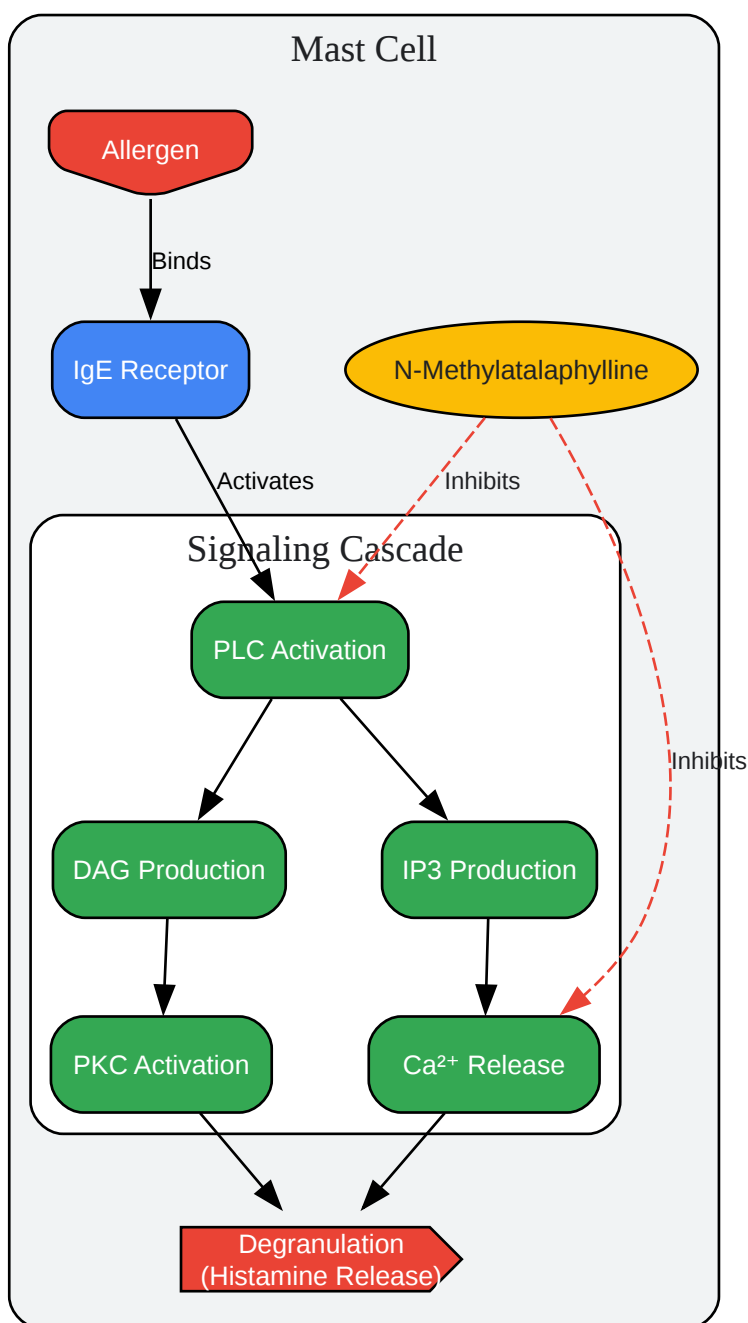 Mast Cell
Allergen
Binds
IgE Receptor
N-Methylatalaphylline
Activates
Inhibits
Signaling Cascade
PLC Activation
Inhibits
DAG Production
IP3 Production
PKC Activation
Ca²⁺ Release
Degranulation
(Histamine Release)